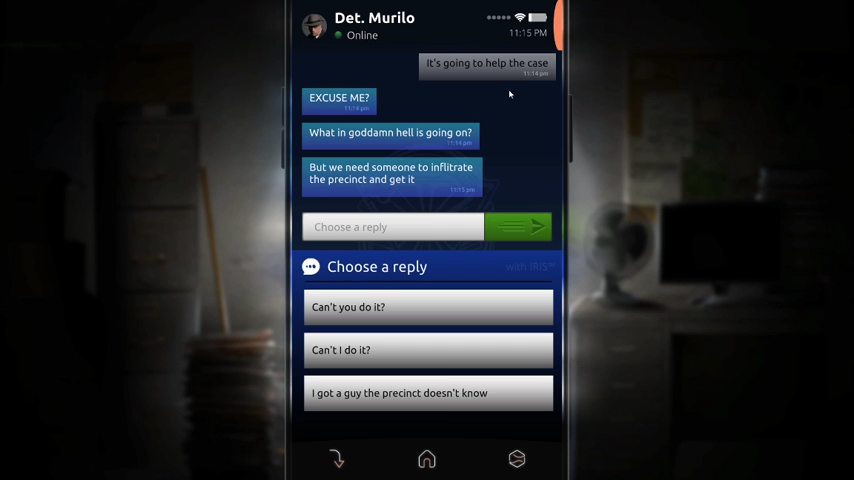 Det. Murilo
Online
11:15 PM
It's going to help the case
11:14 pm
EXCUSE ME?
11:14 pm
What in goddamn hell is going on?
11:14 pm
But we need someone to inflitrate
the precinct and get it
11:15 pm
Choose a reply
Choose a reply
with IRIS
Can't you do it?
Can't I do it?
I got a guy the precinct doesn't know